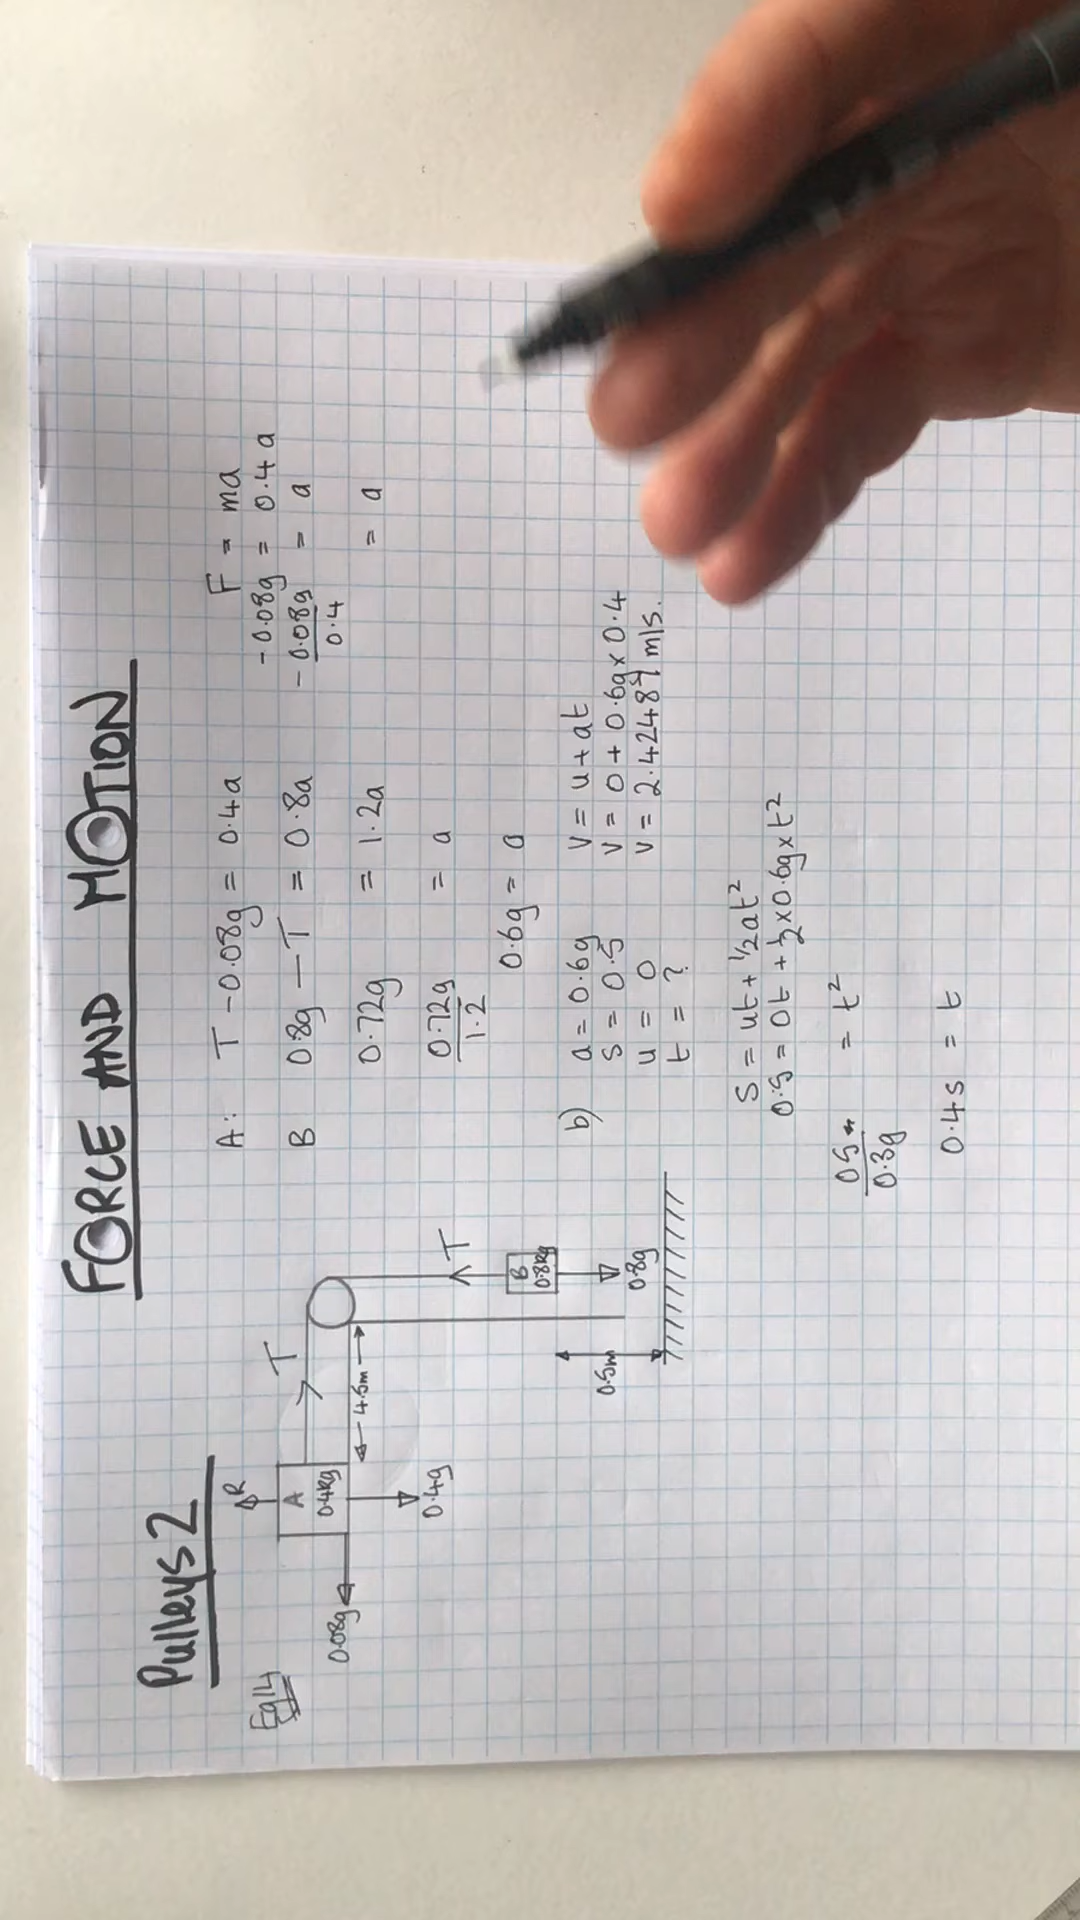 FORCE AND MOTION
Pulleys 2
Eg 14
R
A
0.4kg
T
0.08g
0.4g
4.5m
T
B
0.8kg
0.8g
0.5m
A: T - 0.08g = 0.4a
B 0.8g - T = 0.8a
0.72g = 1.2a
0.72g/1.2 = a
0.6g = a
F = ma
-0.08g = 0.4a
-0.08g/0.4 = a
= a
b) a = 0.6g
s = 0.5
u = 0
t = ?
v = u + at
v = 0 + 0.6g x 0.4
v = 2.4248 m/s.
S = ut + 1/2at²
0.5 = 0t + 1/2 x 0.6g x t²
0.5/0.3g = t²
0.4s = t